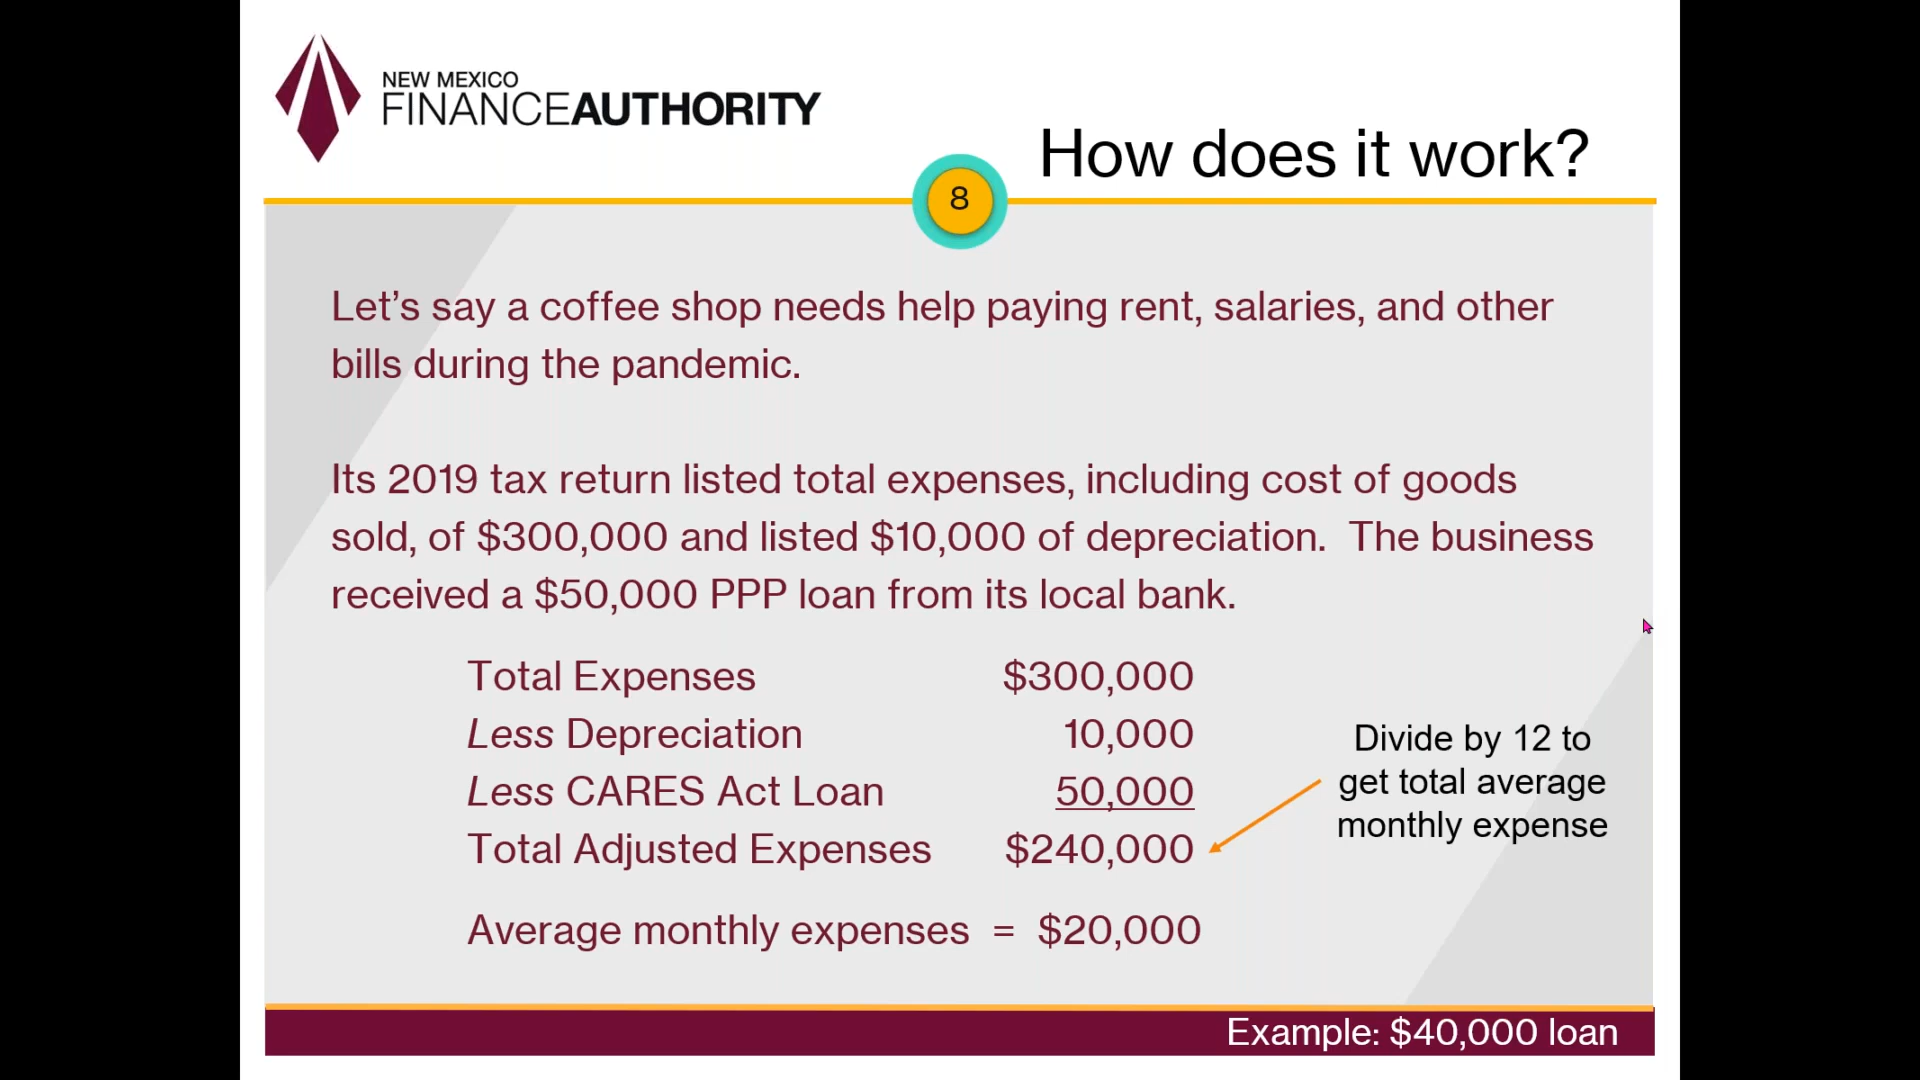 NEW MEXICO
FINANCEAUTHORITY
How does it work?
8
Let’s say a coffee shop needs help paying rent, salaries, and other
bills during the pandemic.
Its 2019 tax return listed total expenses, including cost of goods
sold, of $300,000 and listed $10,000 of depreciation.  The business
received a $50,000 PPP loan from its local bank.
Total Expenses $300,000
Less Depreciation 10,000
Less CARES Act Loan 50,000
Total Adjusted Expenses $240,000
Divide by 12 to
get total average
monthly expense
Average monthly expenses = $20,000
Example: $40,000 loan